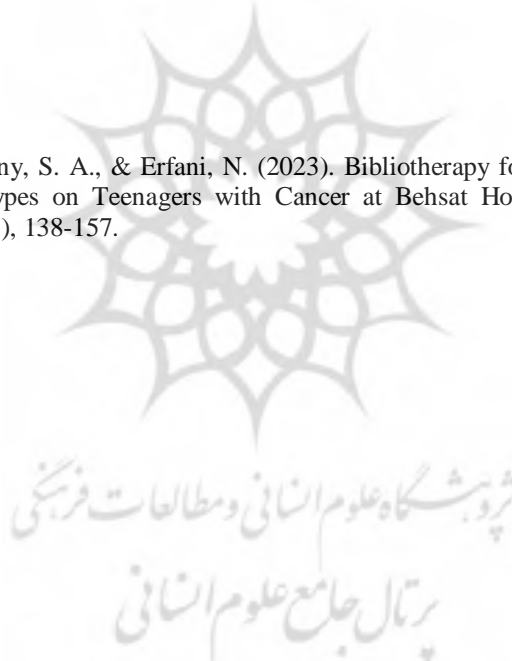 ny, S. A., & Erfani, N. (2023). Bibliotherapy fo
ypes on Teenagers with Cancer at Behsat Ho
), 138-157.
پژوهشگاه علوم انسانی و مطالعات فرهنگی
پرتال جامع علوم انسانی